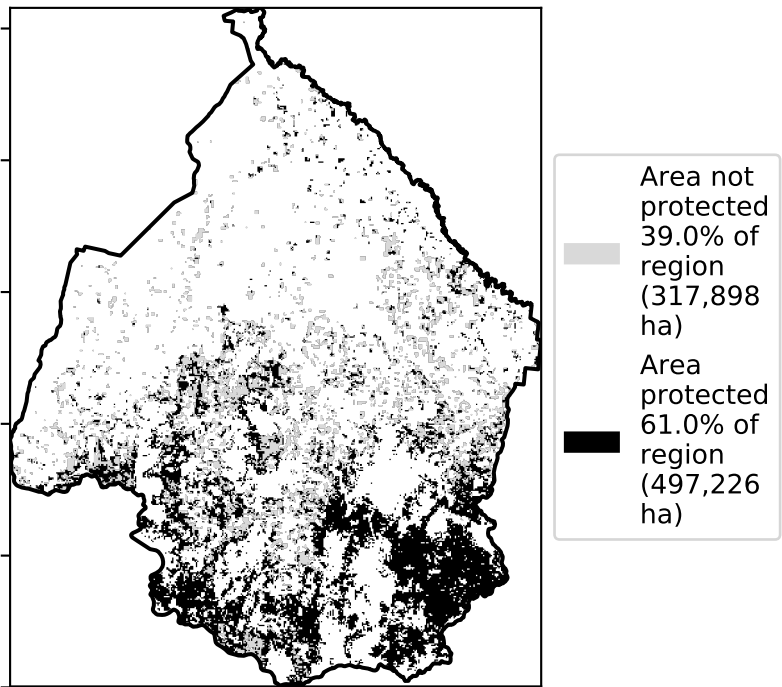 Area not
protected
39.0% of
region
(317,898
ha)
Area
protected
61.0% of
region
(497,226
ha)